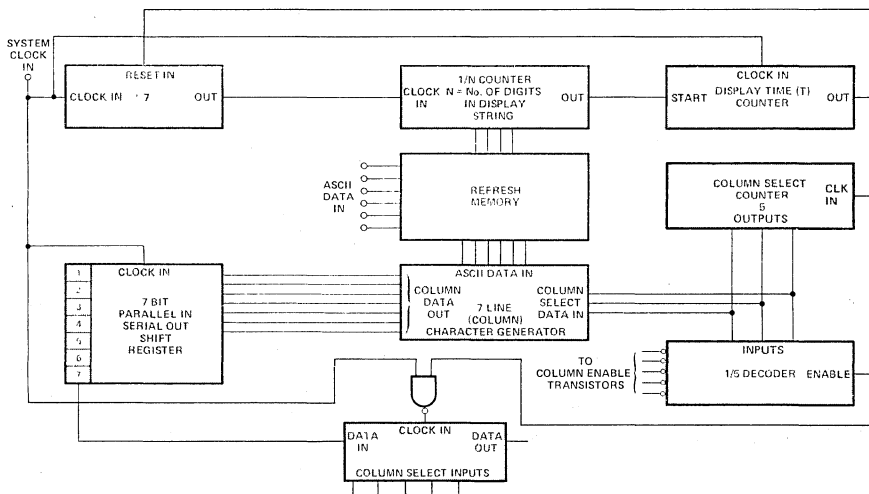 SYSTEM
CLOCK
IN
RESET IN
CLOCK IN
7
OUT
1/N COUNTER
CLOCK N = No. OF DIGITS
IN IN DISPLAY
STRING
OUT
CLOCK IN
START
DISPLAY TIME (T)
COUNTER
OUT
ASCII
DATA
IN
REFRESH
MEMORY
COLUMN SELECT
COUNTER
5
OUTPUTS
CLK
IN
1
2
3
4
5
6
7
CLOCK IN
7 BIT
PARALLEL IN
SERIAL OUT
SHIFT
REGISTER
ASCII DATA IN
COLUMN
DATA
OUT
7 LINE
(COLUMN)
CHARACTER GENERATOR
COLUMN
SELECT
DATA IN
TO
COLUMN ENABLE
TRANSISTORS
INPUTS
1/5 DECODER
ENABLE
CLOCK IN
DATA
IN
DATA
OUT
COLUMN SELECT INPUTS